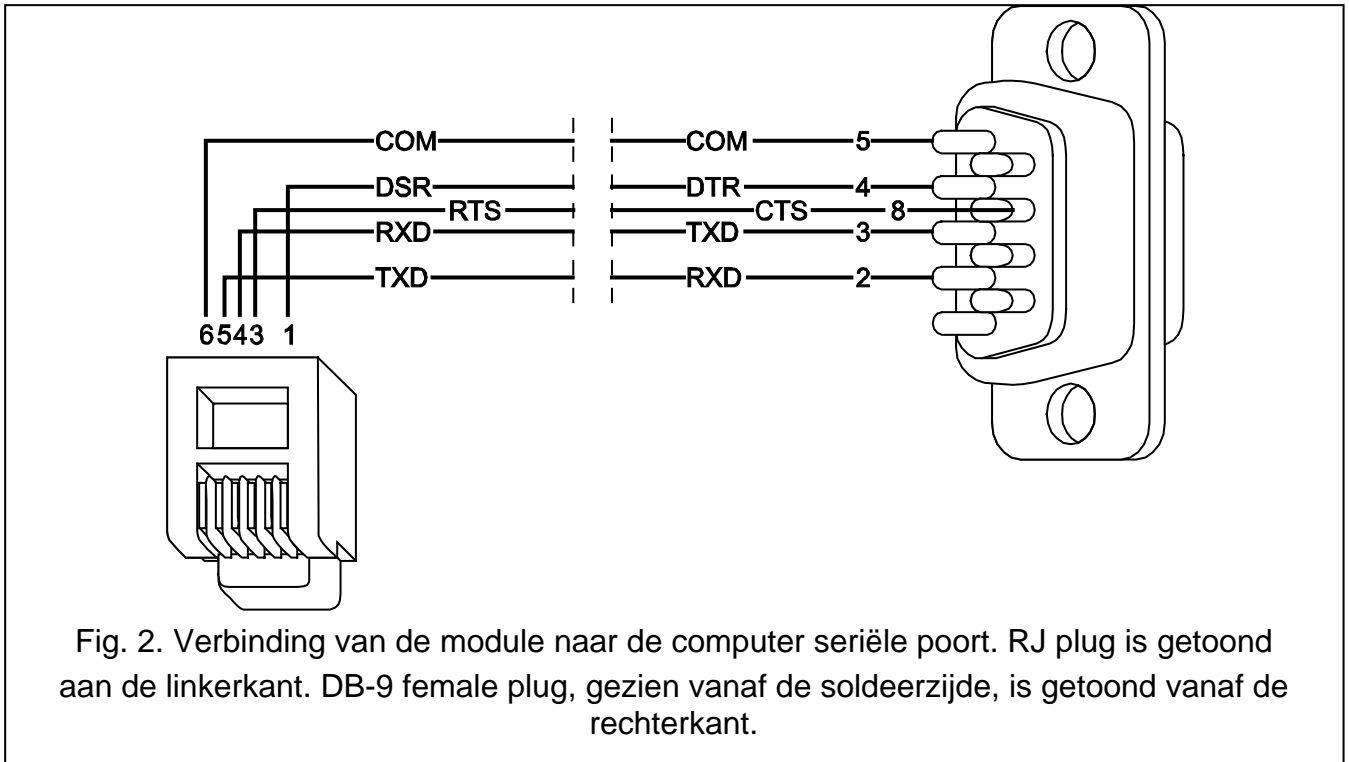 COM COM 5
DSR DTR 4
RTS CTS 8
RXD TXD 3
TXD RXD 2
6543 1
Fig. 2. Verbinding van de module naar de computer seriële poort. RJ plug is getoond
aan de linkerkant. DB-9 female plug, gezien vanaf de soldeerzijde, is getoond vanaf de
rechterkant.